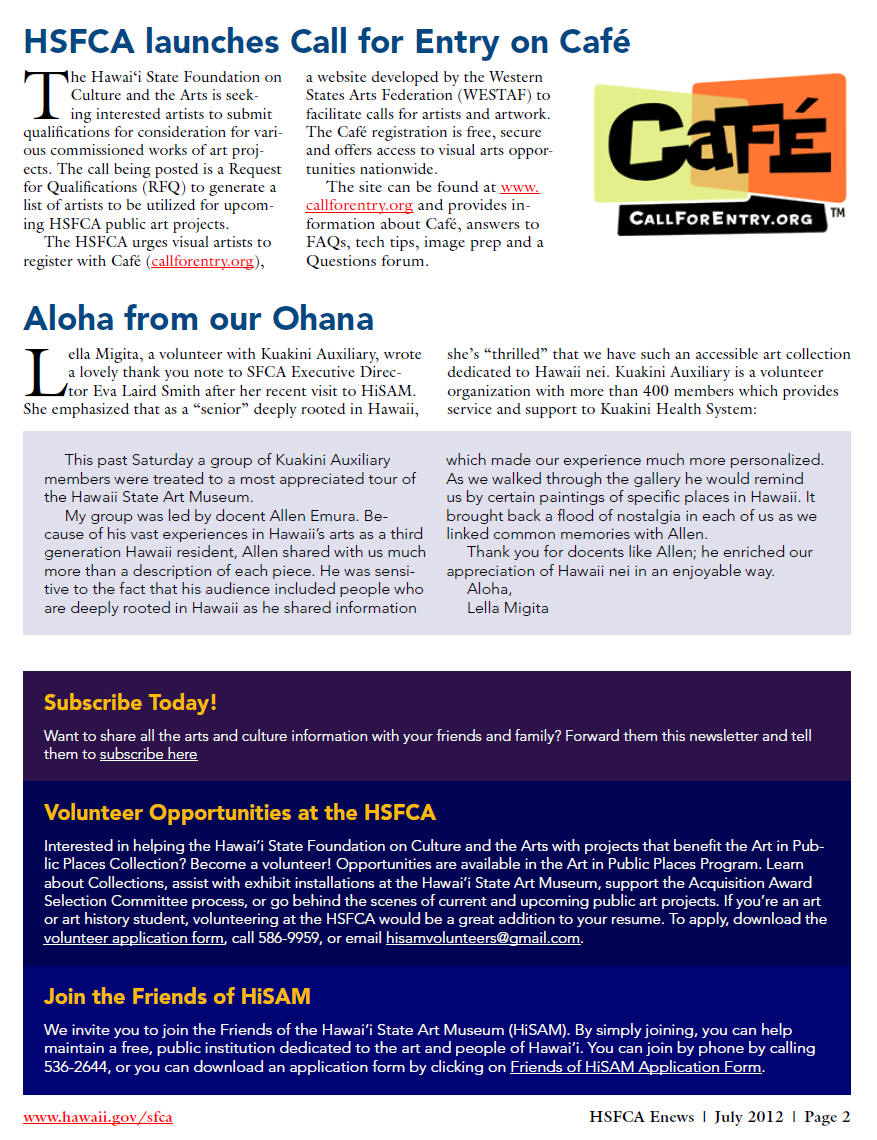 HSFCA launches Call for Entry on Café
The Hawai‘i State Foundation on
Culture and the Arts is seek-
ing interested artists to submit
qualifications for consideration for vari-
ous commissioned works of art proj-
ects. The call being posted is a Request
for Qualifications (RFQ) to generate a
list of artists to be utilized for upcom-
ing HSFCA public art projects.
The HSFCA urges visual artists to
register with Café (callforentry.org),
a website developed by the Western
States Arts Federation (WESTAF) to
facilitate calls for artists and artwork.
The Café registration is free, secure
and offers access to visual arts oppor-
tunities nationwide.
The site can be found at www.
callforentry.org and provides in-
formation about Café, answers to
FAQs, tech tips, image prep and a
Questions forum.
CaFÉ
CALLFORENTRY.ORG
TM
Aloha from our Ohana
Lella Migita, a volunteer with Kuakini Auxiliary, wrote
a lovely thank you note to SFCA Executive Direc-
tor Eva Laird Smith after her recent visit to HiSAM.
She emphasized that as a “senior” deeply rooted in Hawaii,
she’s “thrilled” that we have such an accessible art collection
dedicated to Hawaii nei. Kuakini Auxiliary is a volunteer
organization with more than 400 members which provides
service and support to Kuakini Health System:
This past Saturday a group of Kuakini Auxiliary
members were treated to a most appreciated tour of
the Hawaii State Art Museum.
My group was led by docent Allen Emura. Be-
cause of his vast experiences in Hawaii’s arts as a third
generation Hawaii resident, Allen shared with us much
more than a description of each piece. He was sensi-
tive to the fact that his audience included people who
are deeply rooted in Hawaii as he shared information
which made our experience much more personalized.
As we walked through the gallery he would remind
us by certain paintings of specific places in Hawaii. It
brought back a flood of nostalgia in each of us as we
linked common memories with Allen.
Thank you for docents like Allen; he enriched our
appreciation of Hawaii nei in an enjoyable way.
Aloha,
Lella Migita
Subscribe Today!
Want to share all the arts and culture information with your friends and family? Forward them this newsletter and tell
them to subscribe here
Volunteer Opportunities at the HSFCA
Interested in helping the Hawai’i State Foundation on Culture and the Arts with projects that benefit the Art in Pub-
lic Places Collection? Become a volunteer! Opportunities are available in the Art in Public Places Program. Learn
about Collections, assist with exhibit installations at the Hawai’i State Art Museum, support the Acquisition Award
Selection Committee process, or go behind the scenes of current and upcoming public art projects. If you’re an art
or art history student, volunteering at the HSFCA would be a great addition to your resume. To apply, download the
volunteer application form, call 586-9959, or email hisamvolunteers@gmail.com.
Join the Friends of HiSAM
We invite you to join the Friends of the Hawai’i State Art Museum (HiSAM). By simply joining, you can help
maintain a free, public institution dedicated to the art and people of Hawai’i. You can join by phone by calling
536-2644, or you can download an application form by clicking on Friends of HiSAM Application Form.
www.hawaii.gov/sfca
HSFCA Enews | July 2012 | Page 2